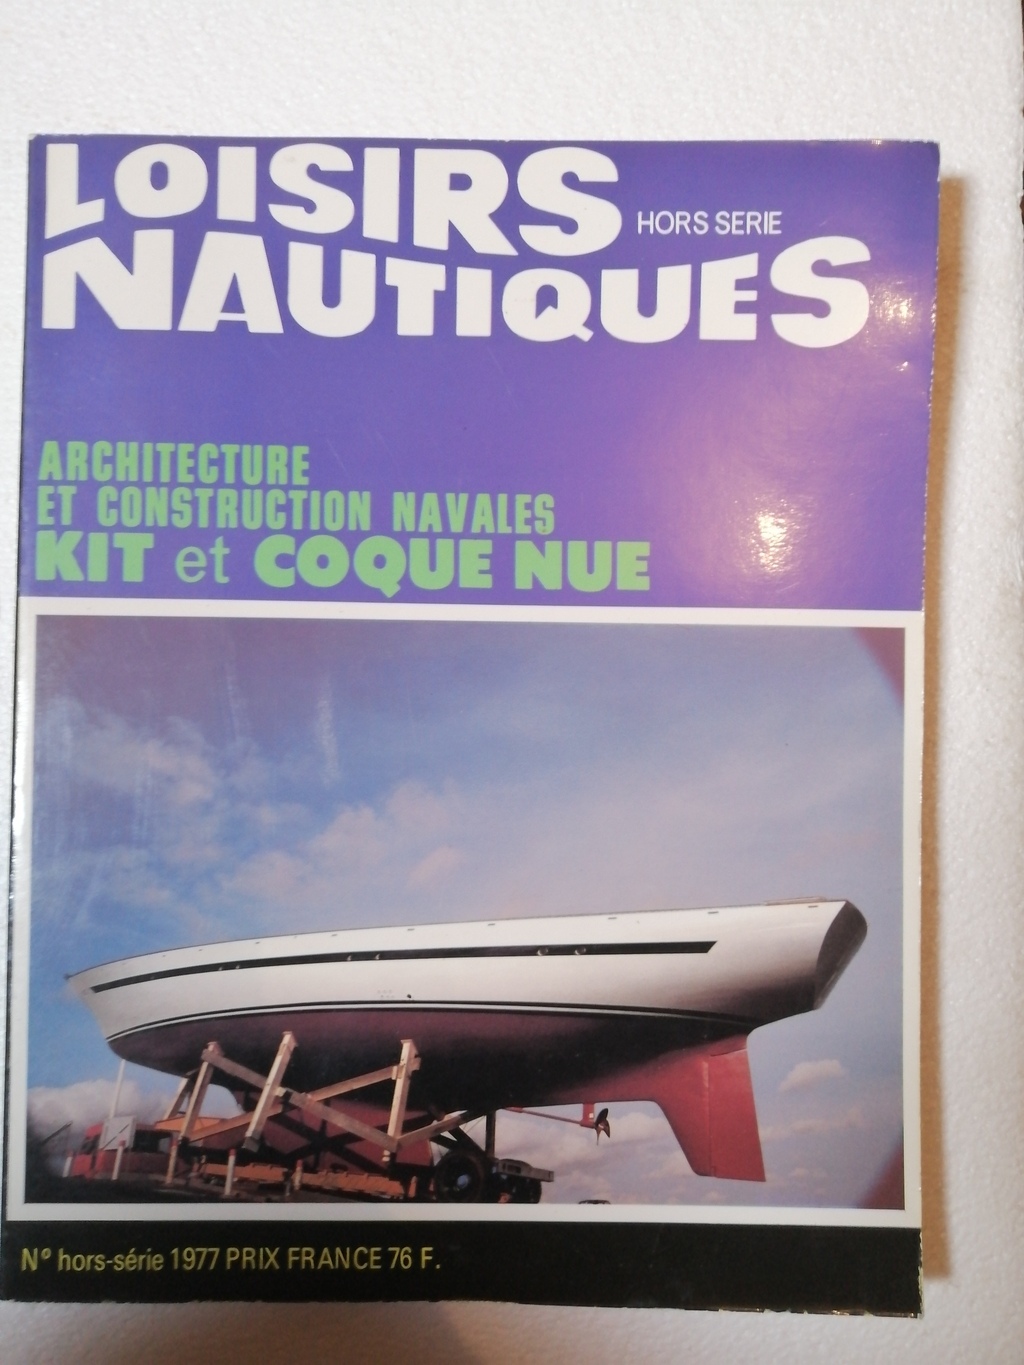 LOISIRS
HORS SERIE
NAUTIQUES
ARCHITECTURE
ET CONSTRUCTION NAVALES
KIT et COQUE NUE
N° hors-série 1977 PRIX FRANCE 76 F.